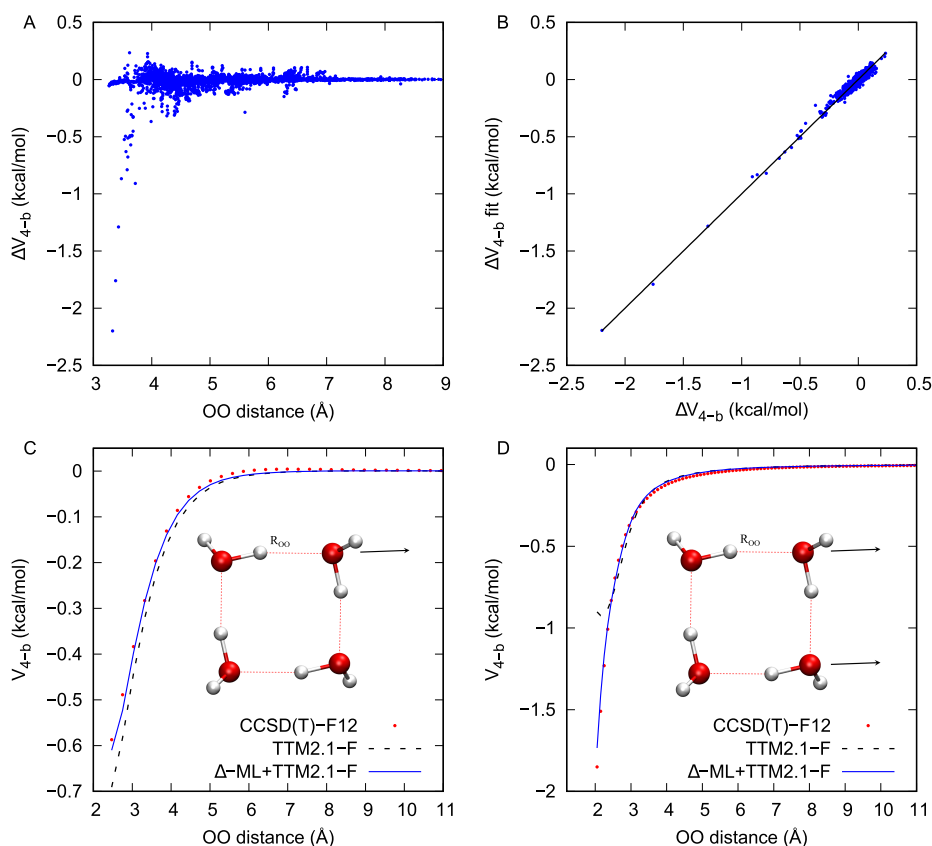 A
0.5
0
−0.5
−1
−1.5
−2
−2.5
ΔV4−b (kcal/mol)
3 4 5 6 7 8 9
OO distance (Å)
B
0.5
0
−0.5
−1
−1.5
−2
−2.5
ΔV4−b fit (kcal/mol)
−2.5 −2 −1.5 −1 −0.5 0 0.5
ΔV4−b (kcal/mol)
C
0
−0.1
−0.2
−0.3
−0.4
−0.5
−0.6
−0.7
V4−b (kcal/mol)
ROO
CCSD(T)−F12
TTM2.1−F
Δ−ML+TTM2.1−F
2 3 4 5 6 7 8 9 10 11
OO distance (Å)
D
0
−0.5
−1
−1.5
−2
V4−b (kcal/mol)
ROO
CCSD(T)−F12
TTM2.1−F
Δ−ML+TTM2.1−F
1 2 3 4 5 6 7 8 9 10 11
OO distance (Å)